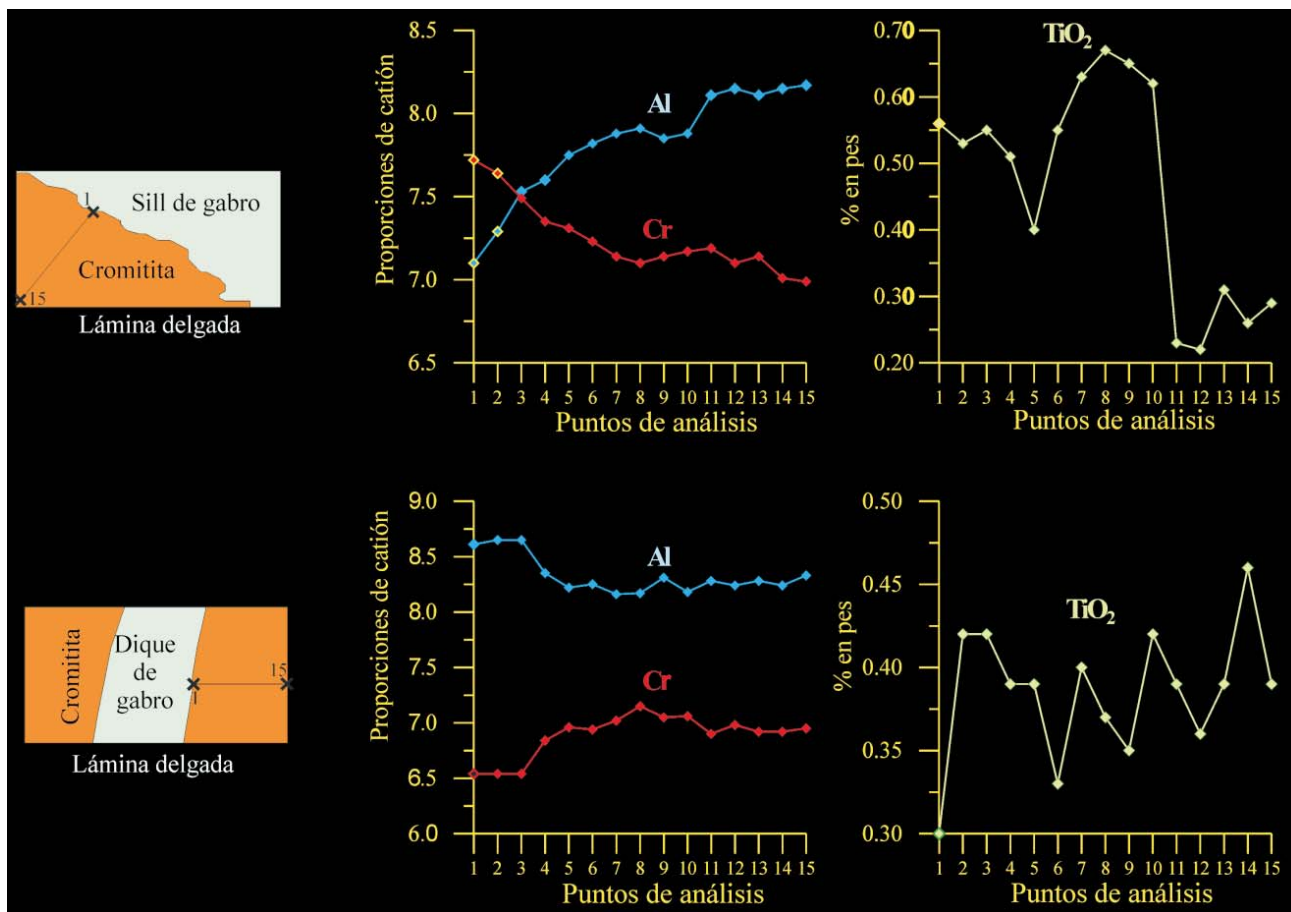 Sill de gabro
1
Cromitita
15
Lámina delgada
Proporciones de catión
8.5
8.0
7.5
7.0
6.5
Al
Cr
1 2 3 4 5 6 7 8 9 10 11 12 13 14 15
Puntos de análisis
% en pes
0.70
0.60
0.50
0.40
0.30
0.20
TiO₂
1 2 3 4 5 6 7 8 9 10 11 12 13 14 15
Puntos de análisis
Cromitita
Dique
de
gabro
1
15
Lámina delgada
Proporciones de catión
9.0
8.5
8.0
7.5
7.0
6.5
6.0
Al
Cr
1 2 3 4 5 6 7 8 9 10 11 12 13 14 15
Puntos de análisis
% en pes
0.50
0.45
0.40
0.35
0.30
TiO₂
1 2 3 4 5 6 7 8 9 10 11 12 13 14 15
Puntos de análisis